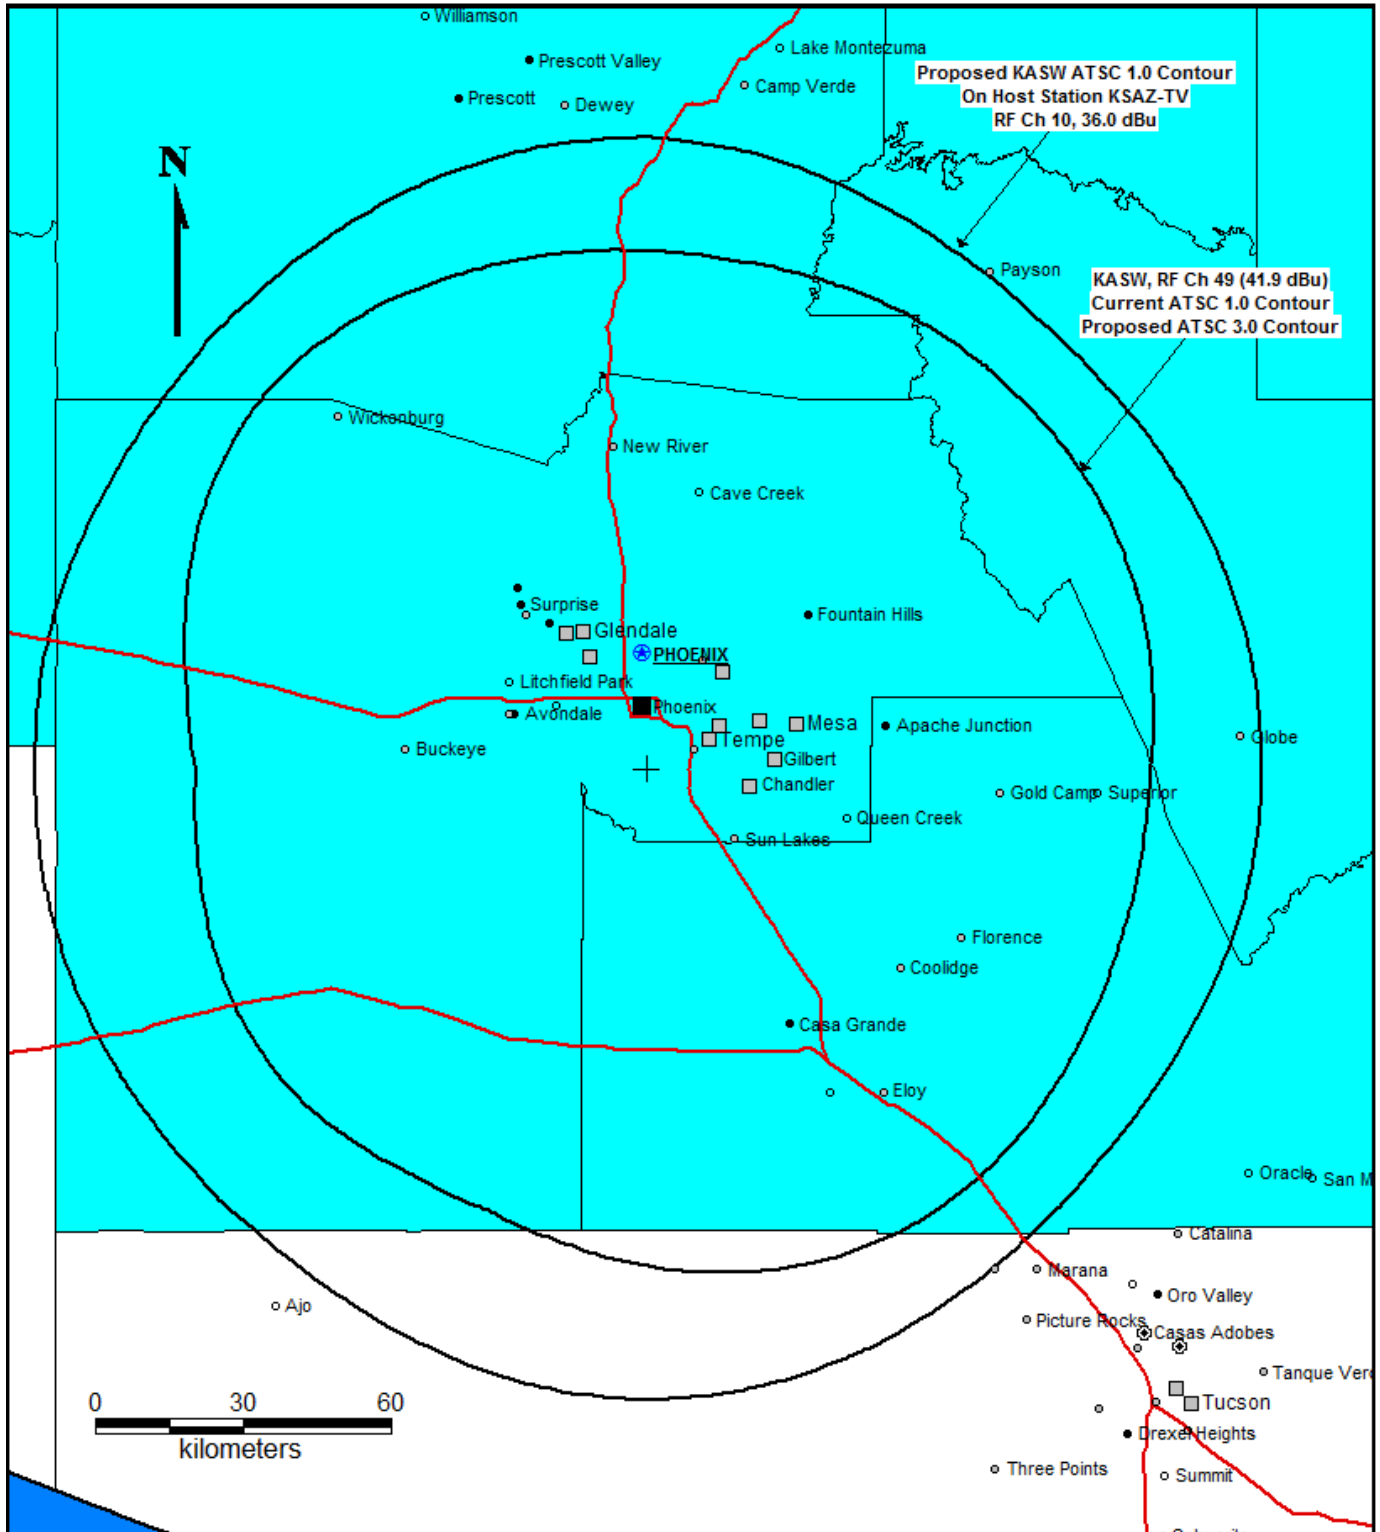 Williamson
Lake Montezuma
Prescott Valley
Proposed KASW ATSC 1.0 Contour
On Host Station KSAZ-TV
RF Ch 10, 36.0 dBu
Camp Verde
Prescott
Dewey
N
Payson
KASW, RF Ch 49 (41.9 dBu)
Current ATSC 1.0 Contour
Proposed ATSC 3.0 Contour
Wickenburg
New River
Cave Creek
Surprise
Fountain Hills
Glendale
PHOENIX
Litchfield Park
Phoenix
Avondale
Mesa
Apache Junction
Tempe
Globe
Buckeye
Gilbert
Chandler
Gold Camp
Superior
Queen Creek
Sun Lakes
Florence
Coolidge
Casa Grande
Eloy
Oracle
San M
Catalina
Marana
Oro Valley
Ajo
Picture Rocks
Casas Adobes
Tanque Verd
0 30 60
kilometers
Tucson
Drexel Heights
Three Points
Summit